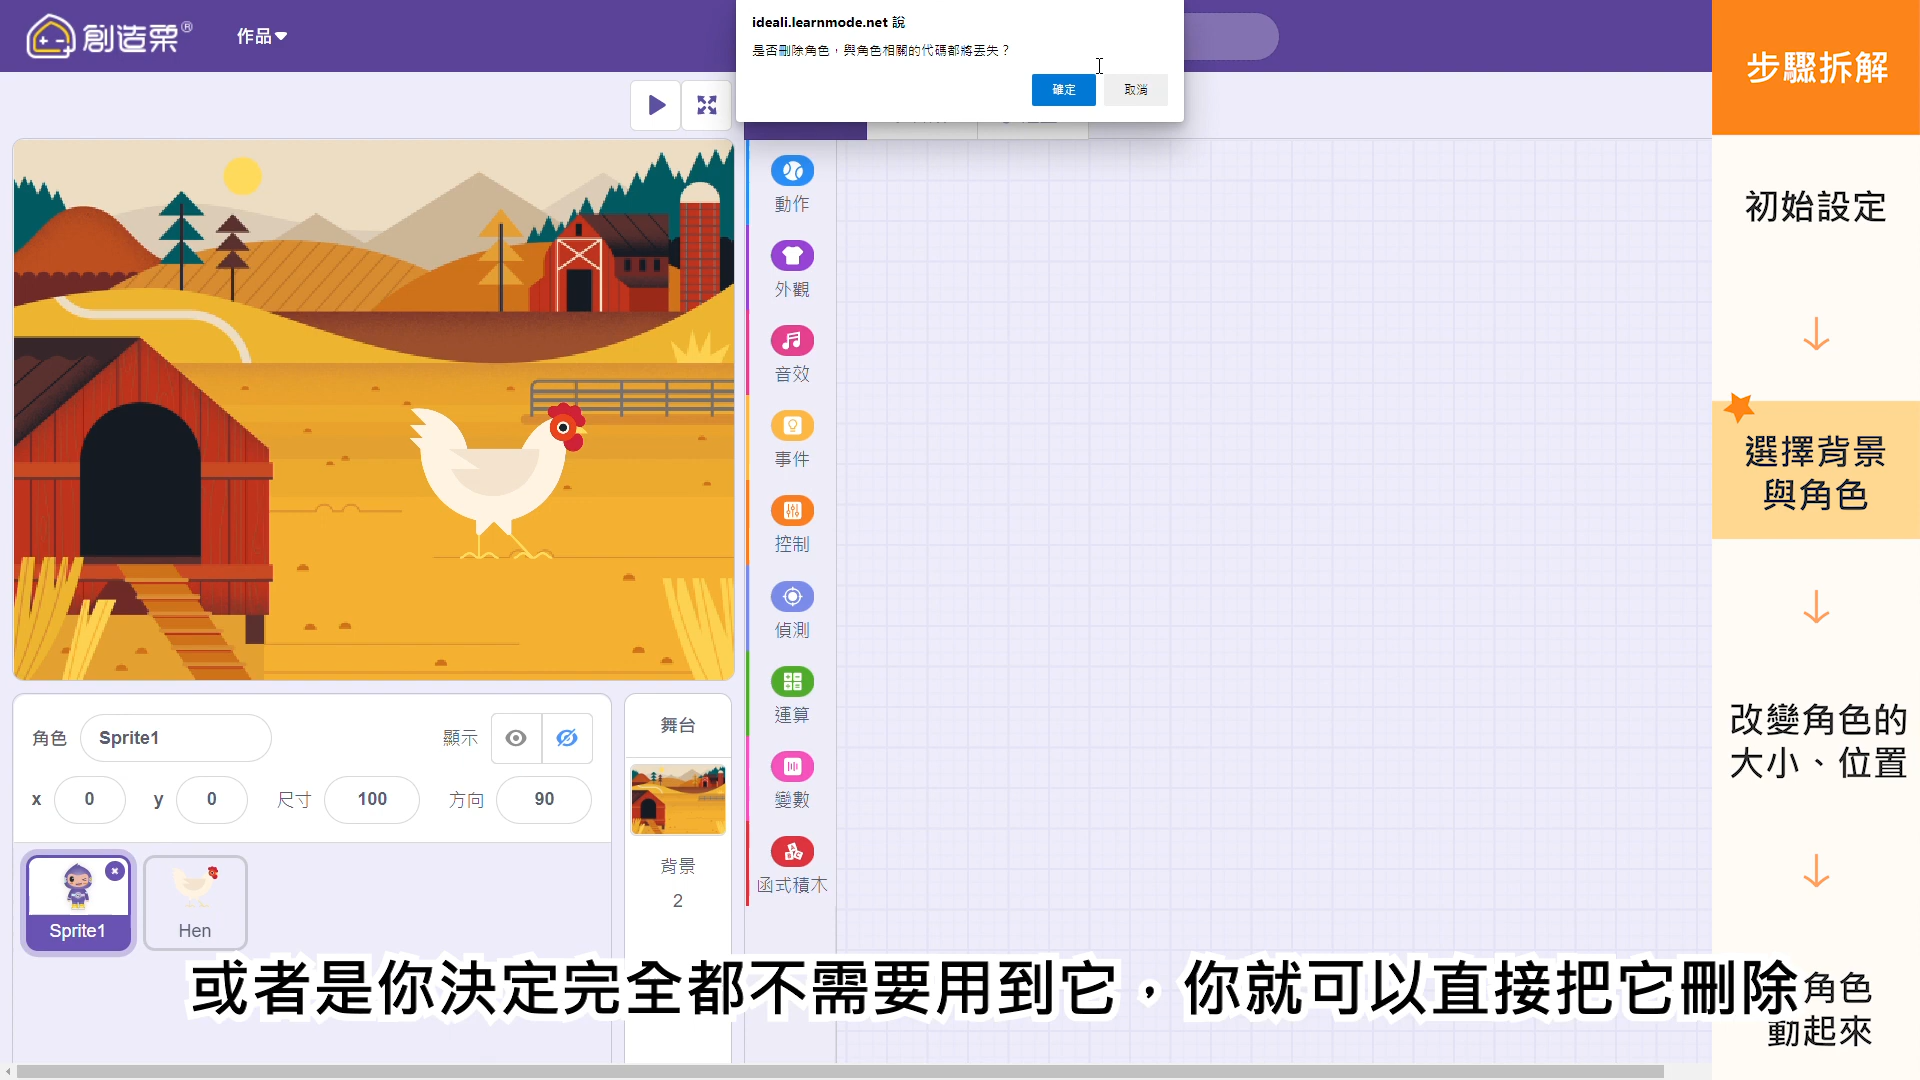 創造栗®
作品
ideali.learnmode.net 說
是否刪除角色，與角色相關的代碼都將丟失？
確定
取消
動作
外觀
音效
事件
控制
偵測
運算
變數
函式積木
角色
Sprite1
顯示
x
0
y
0
尺寸
100
方向
90
Sprite1
Hen
舞台
背景
2
步驟拆解
初始設定
選擇背景
與角色
改變角色的
大小、位置
角色
動起來
或者是你決定完全都不需要用到它，你就可以直接把它刪除